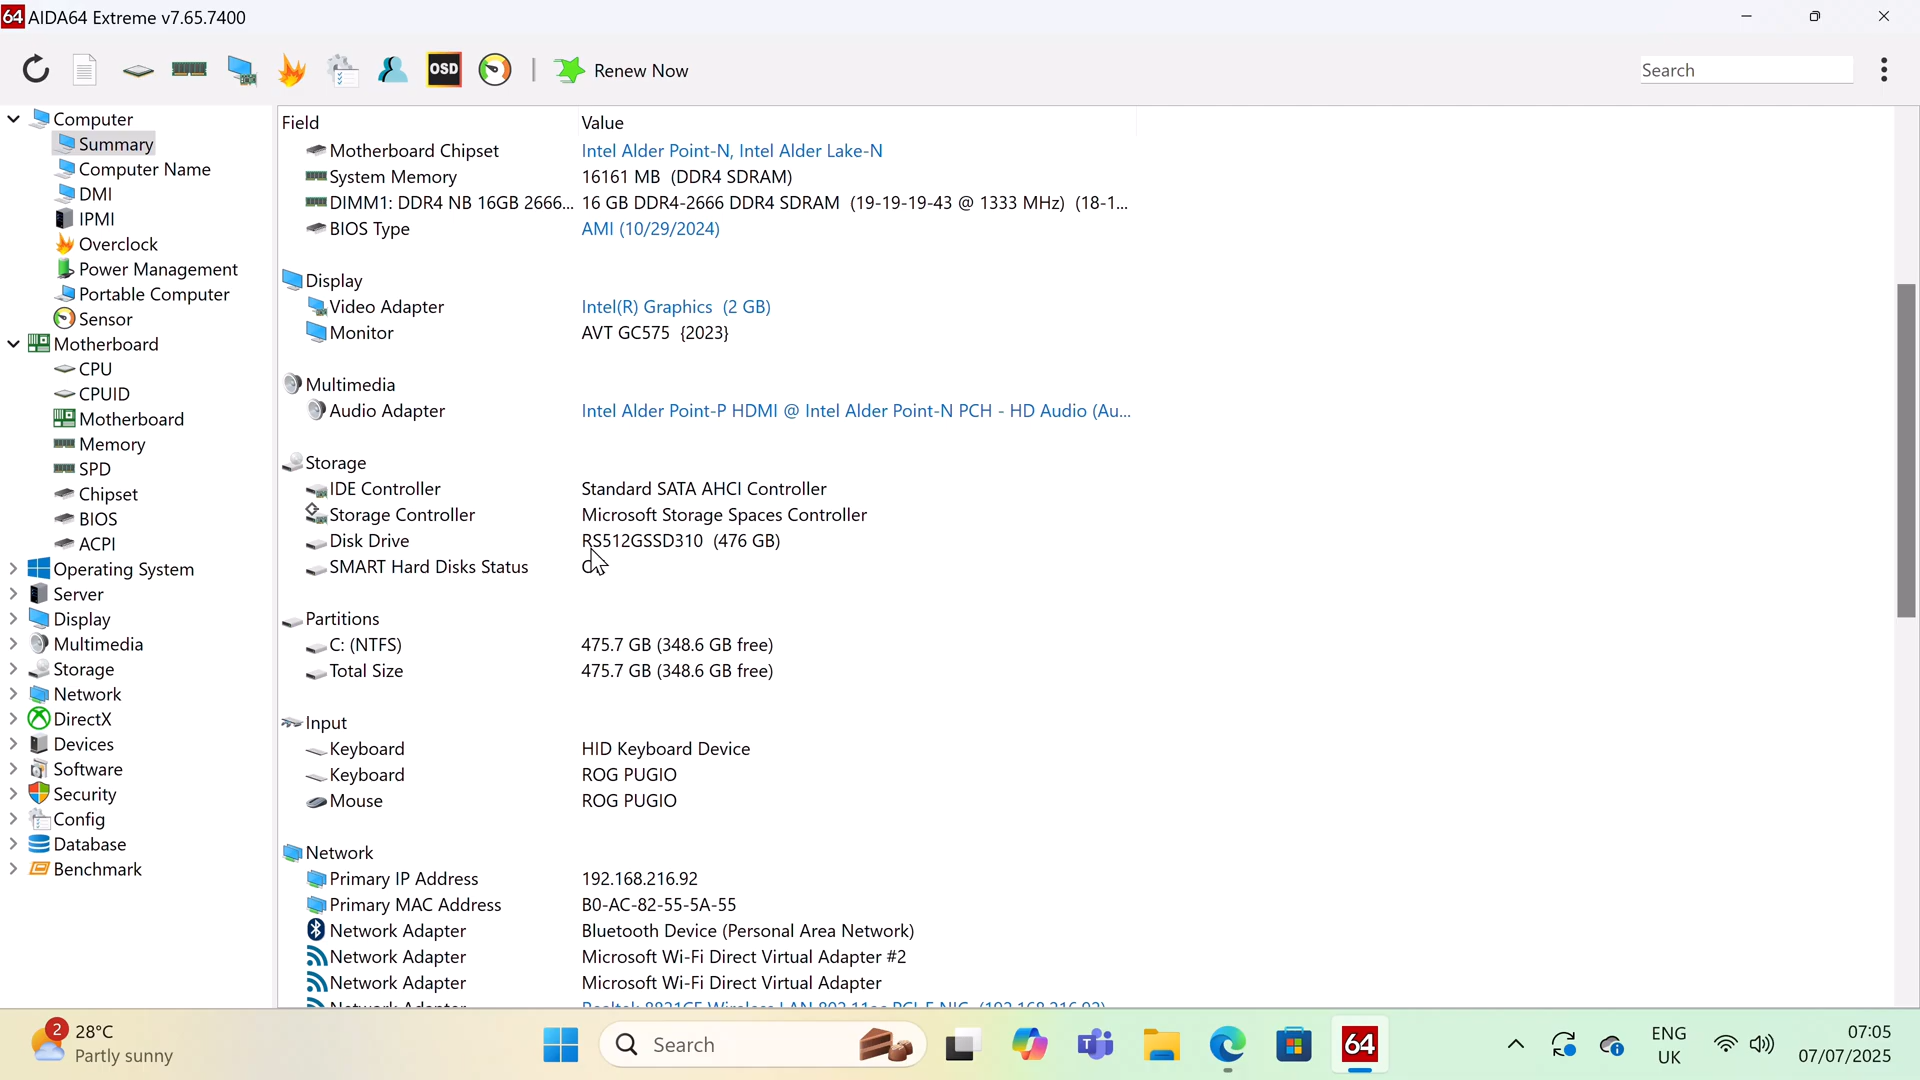 64 AIDA64 Extreme v7.65.7400
OSD Renew Now Search
Computer
Summary
Computer Name
DMI
IPMI
Overclock
Power Management
Portable Computer
Sensor
Motherboard
CPU
CPUID
Motherboard
Memory
SPD
Chipset
BIOS
ACPI
Operating System
Server
Display
Multimedia
Storage
Network
DirectX
Devices
Software
Security
Config
Database
Benchmark
Field Value
Motherboard Chipset Intel Alder Point-N, Intel Alder Lake-N
System Memory 16161 MB (DDR4 SDRAM)
DIMM1: DDR4 NB 16GB 2666... 16 GB DDR4-2666 DDR4 SDRAM (19-19-19-43 @ 1333 MHz) (18-1...
BIOS Type AMI (10/29/2024)
Display
Video Adapter Intel(R) Graphics (2 GB)
Monitor AVT GC575 {2023}
Multimedia
Audio Adapter Intel Alder Point-P HDMI @ Intel Alder Point-N PCH - HD Audio (Au...
Storage
IDE Controller Standard SATA AHCI Controller
Storage Controller Microsoft Storage Spaces Controller
Disk Drive RS512GSSD310 (476 GB)
SMART Hard Disks Status
Partitions
C: (NTFS) 475.7 GB (348.6 GB free)
Total Size 475.7 GB (348.6 GB free)
Input
Keyboard HID Keyboard Device
Keyboard ROG PUGIO
Mouse ROG PUGIO
Network
Primary IP Address 192.168.216.92
Primary MAC Address B0-AC-82-55-5A-55
Network Adapter Bluetooth Device (Personal Area Network)
Network Adapter Microsoft Wi-Fi Direct Virtual Adapter #2
Network Adapter Microsoft Wi-Fi Direct Virtual Adapter
2 28°C
Partly sunny
Search
64
ENG
UK
07:05
07/07/2025